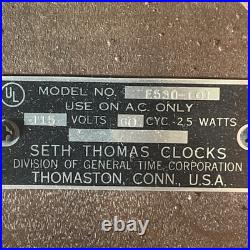 UL
MODEL NO. E530-001
USE ON A.C. ONLY
115 VOLTS 60 CYC.-2.5 WATTS
SETH THOMAS CLOCKS
DIVISION OF GENERAL TIME CORPORATION
THOMASTON, CONN., U.S.A.